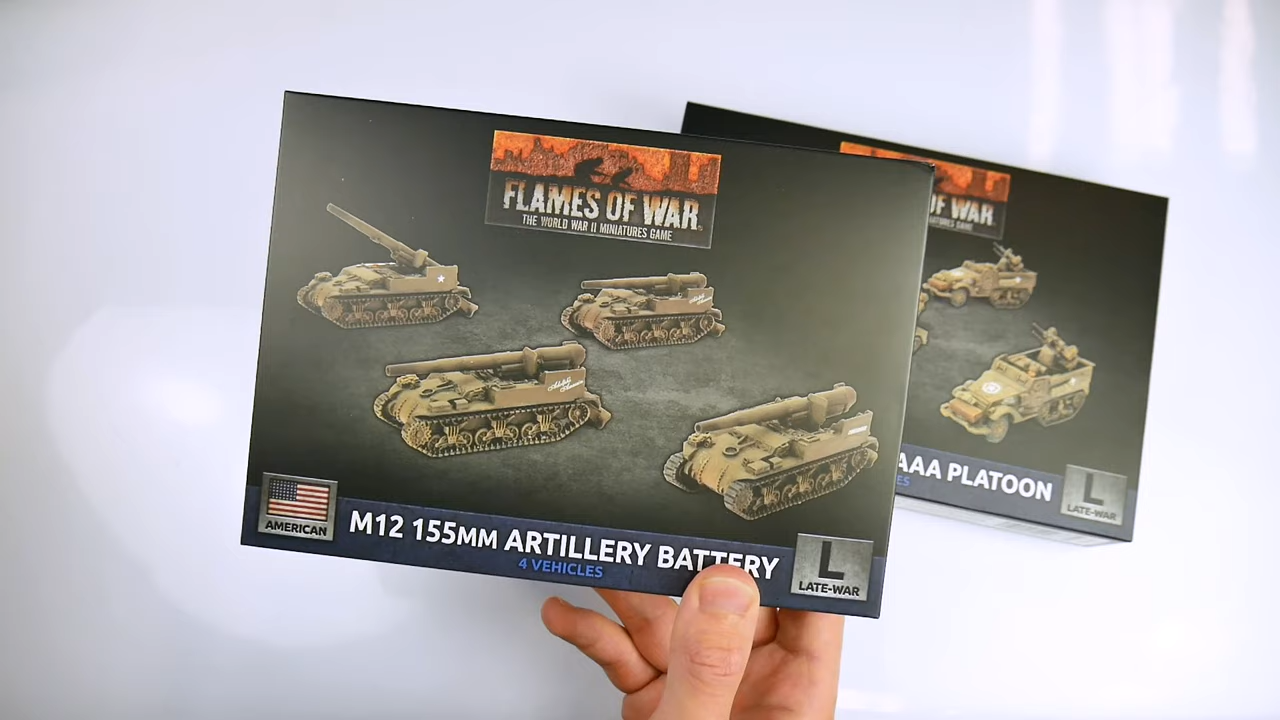 FLAMES OF WAR
THE WORLD WAR II MINIATURES GAME
AMERICAN
M12 155MM ARTILLERY BATTERY
4 VEHICLES
L
LATE-WAR
OF WAR
GAME
AAA PLATOON
L
LATE-WAR